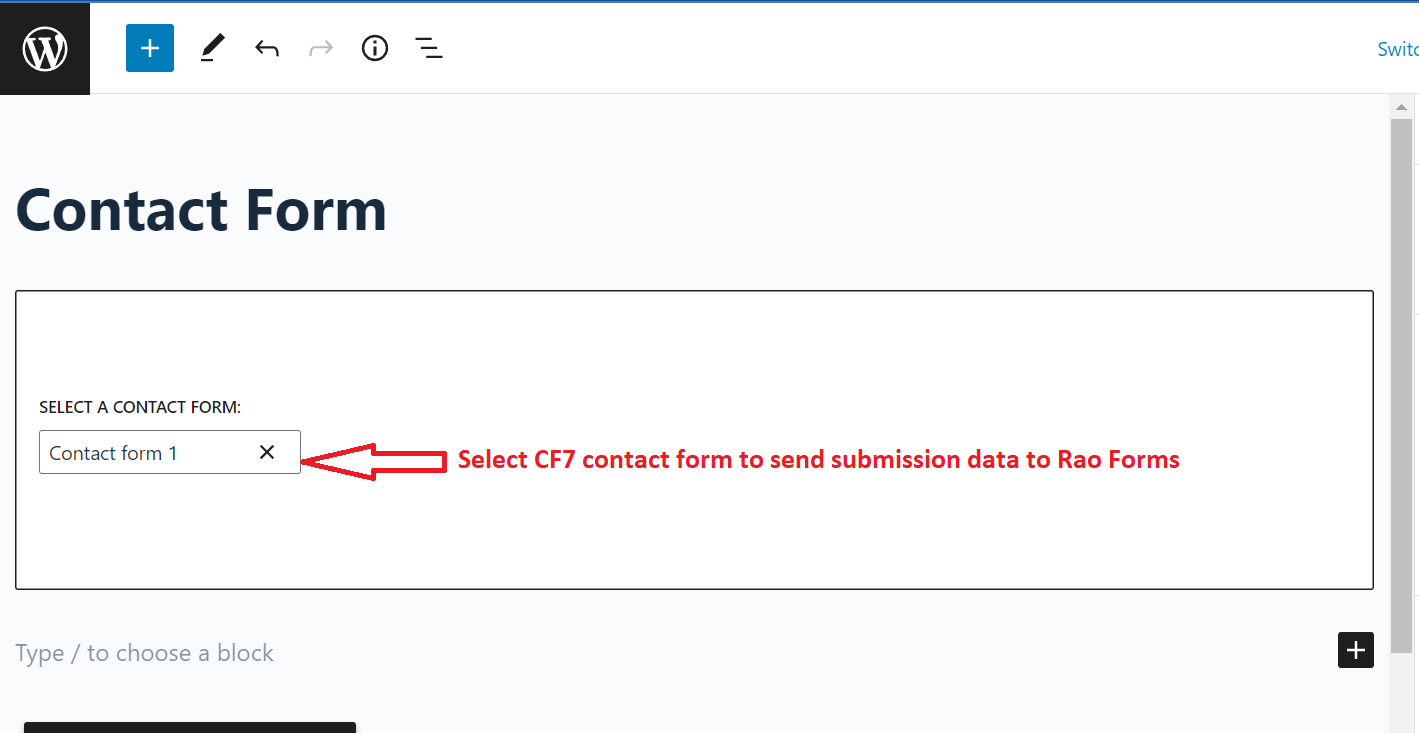 Switc
Contact Form
SELECT A CONTACT FORM:
Contact form 1
Select CF7 contact form to send submission data to Rao Forms
Type / to choose a block